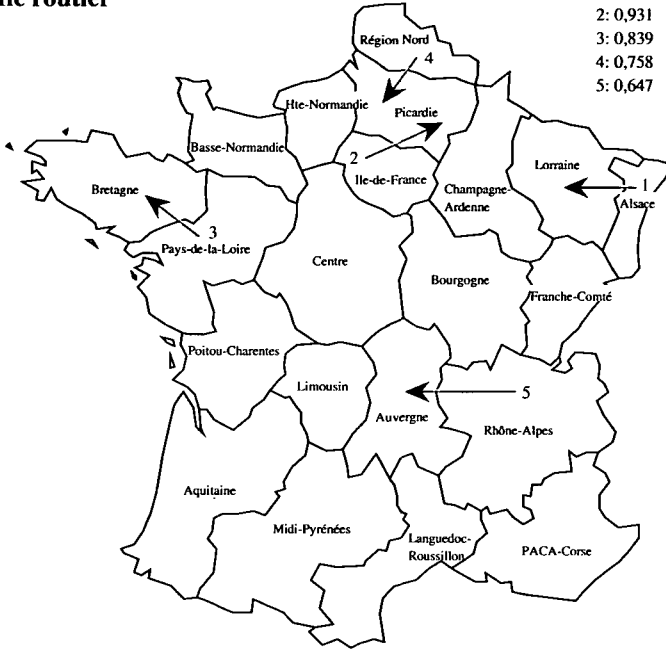 routier
2: 0,931
3: 0,839
4: 0,758
5: 0,647
Région Nord
4
Hte-Normandie
Picardie
Basse-Normandie
2
Ile-de-France
Lorraine
1
Bretagne
Champagne-
Ardenne
Alsace
3
Pays-de-la-Loire
Centre
Bourgogne
Franche-Comté
Poitou-Charentes
Limousin
5
Auvergne
Rhône-Alpes
Aquitaine
Midi-Pyrénées
Languedoc-
Roussillon
PACA-Corse